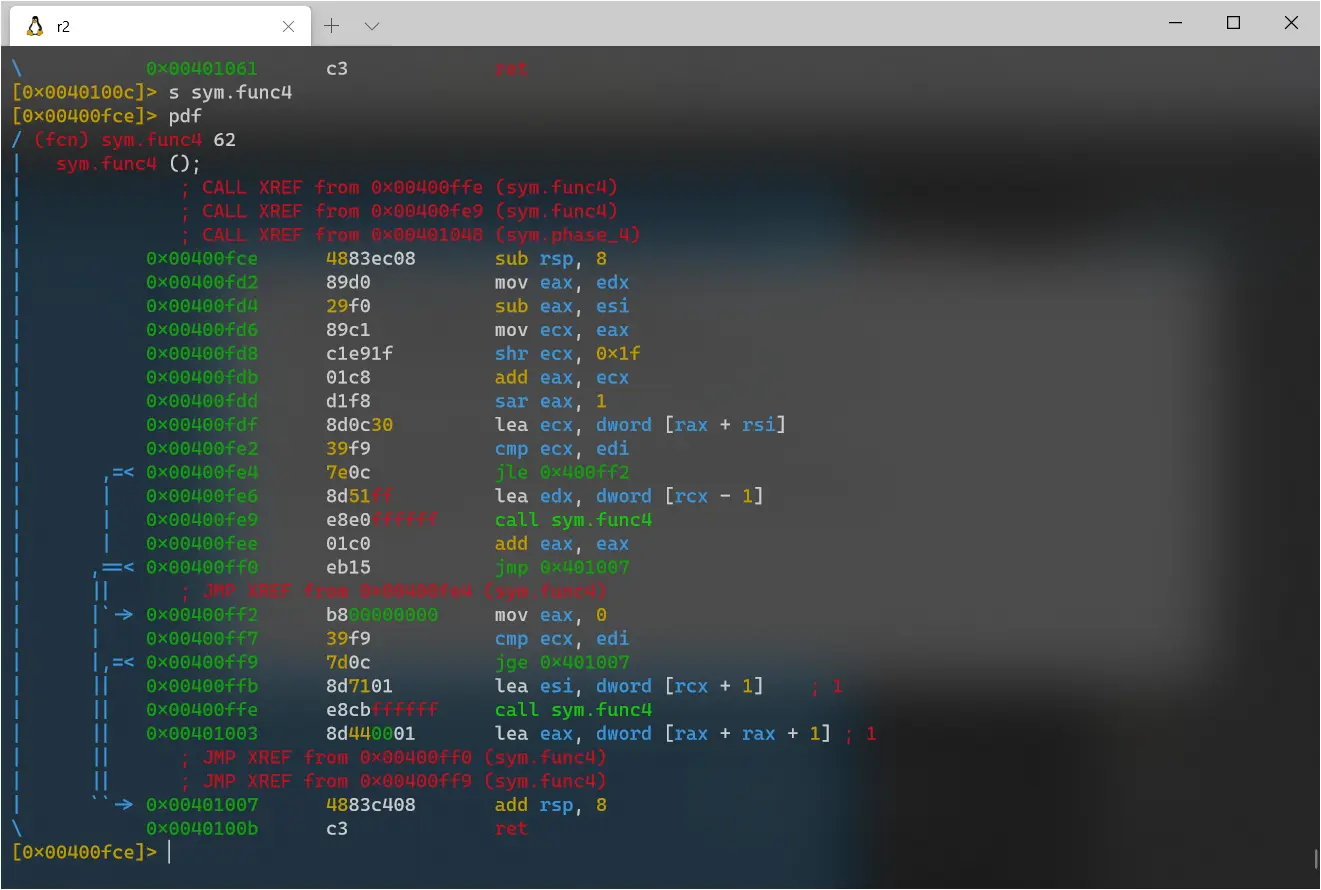 r2
\ 0x00401061 c3 ret
[0x0040100c]> s sym.func4
[0x00400fce]> pdf
/ (fcn) sym.func4 62
| sym.func4 ();
| ; CALL XREF from 0x00400ffe (sym.func4)
| ; CALL XREF from 0x00400fe9 (sym.func4)
| ; CALL XREF from 0x00401048 (sym.phase_4)
| 0x00400fce 4883ec08 sub rsp, 8
| 0x00400fd2 89d0 mov eax, edx
| 0x00400fd4 29f0 sub eax, esi
| 0x00400fd6 89c1 mov ecx, eax
| 0x00400fd8 c1e91f shr ecx, 0x1f
| 0x00400fdb 01c8 add eax, ecx
| 0x00400fdd d1f8 sar eax, 1
| 0x00400fdf 8d0c30 lea ecx, dword [rax + rsi]
| 0x00400fe2 39f9 cmp ecx, edi
| ,=< 0x00400fe4 7e0c jle 0x400ff2
| | 0x00400fe6 8d51ff lea edx, dword [rcx - 1]
| | 0x00400fe9 e8e0ffffff call sym.func4
| | 0x00400fee 01c0 add eax, eax
| ,==< 0x00400ff0 eb15 jmp 0x401007
| || ; JMP XREF from 0x00400fe4 (sym.func4)
| |`-> 0x00400ff2 b800000000 mov eax, 0
| | 0x00400ff7 39f9 cmp ecx, edi
| |,=< 0x00400ff9 7d0c jge 0x401007
| || 0x00400ffb 8d7101 lea esi, dword [rcx + 1] ; 1
| || 0x00400ffe e8cbffffff call sym.func4
| || 0x00401003 8d440001 lea eax, dword [rax + rax + 1] ; 1
| || ; JMP XREF from 0x00400ff0 (sym.func4)
| || ; JMP XREF from 0x00400ff9 (sym.func4)
| ``-> 0x00401007 4883c408 add rsp, 8
\ 0x0040100b c3 ret
[0x00400fce]>